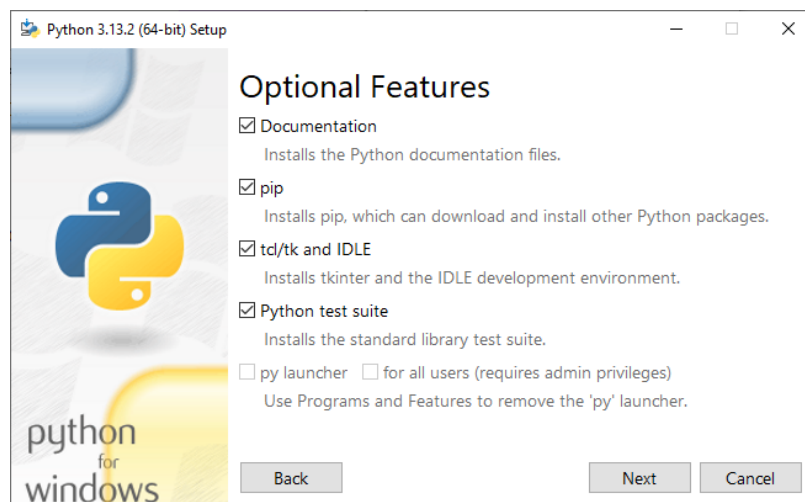 Python 3.13.2 (64-bit) Setup
Optional Features
Documentation
Installs the Python documentation files.
pip
Installs pip, which can download and install other Python packages.
tcl/tk and IDLE
Installs tkinter and the IDLE development environment.
Python test suite
Installs the standard library test suite.
py launcher for all users (requires admin privileges)
Use Programs and Features to remove the 'py' launcher.
python
for
windows
Back Next Cancel